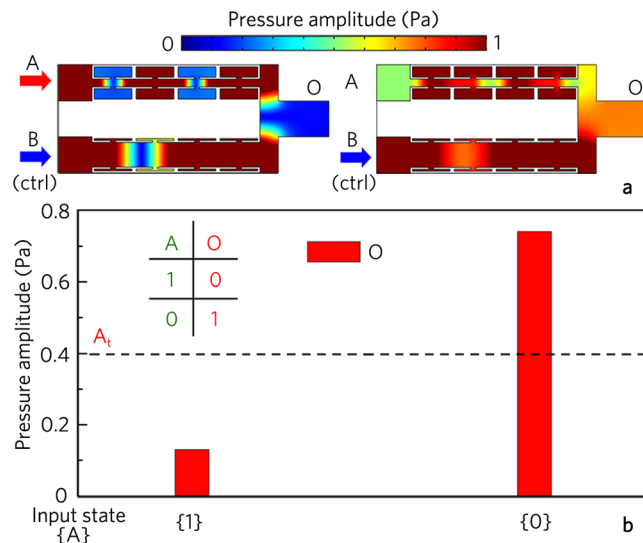 Pressure amplitude (Pa)
0 1
A O A O
B B
(ctrl) (ctrl) a
0.8
0.6
0.4
0.2
0
Pressure amplitude (Pa)
A O
1 0
0 1
O
At
Input state {1} {0} b
{A}